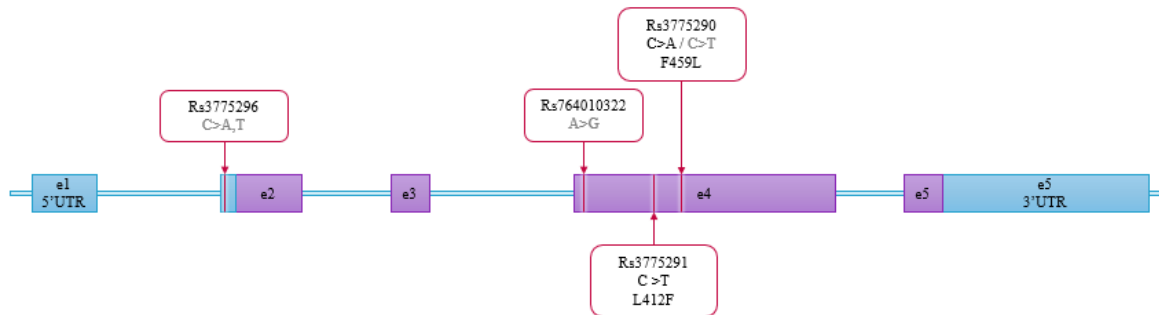 Rs3775290
C>A / C>T
F459L
Rs3775296
C>A,T
Rs764010322
A>G
e1
5'UTR
e2
e3
e4
e5
e5
3'UTR
Rs3775291
C >T
L412F